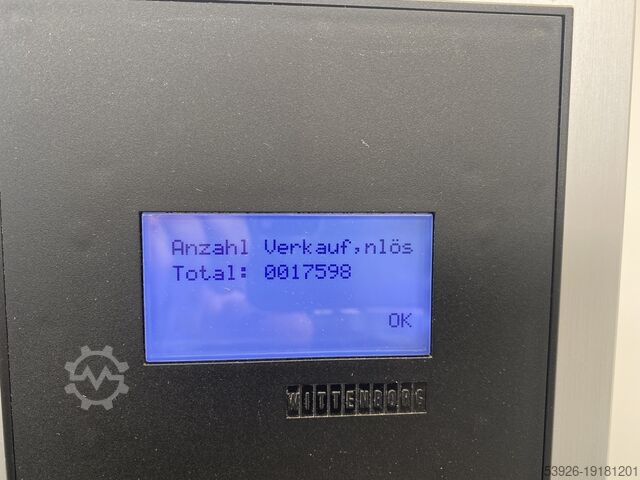 Anzahl Verkauf,nlös
Total: 0017598
OK
WITTENBORG
53926-19181201